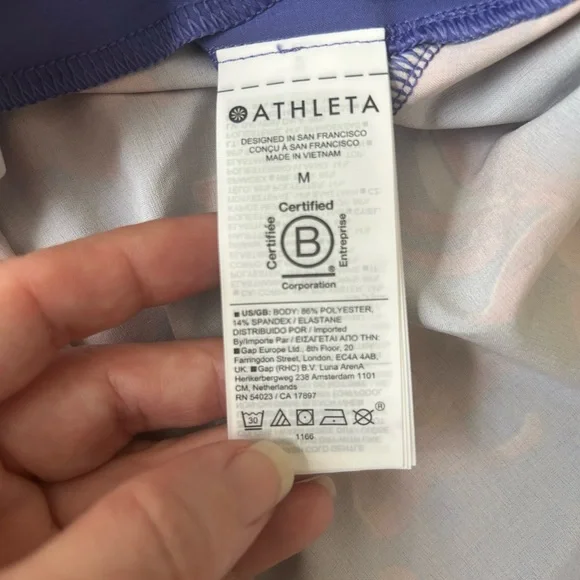 ATHLETA
DESIGNED IN SAN FRANCISCO
CONÇU À SAN FRANCISCO
MADE IN VIETNAM
M
Certified
Certifiée
B
Entreprise
®
Corporation
US/GB: BODY: 86% POLYESTER,
14% SPANDEX / ELASTANE
DISTRIBUIDO POR / Imported
By/Importe Par / ΕΙΣΑΓΕΤΑΙ ΑΠΟ ΤΗΝ:
Gap Europe Ltd., 8th Floor, 20
Farringdon Street, London, EC4A 4AB,
UK: Gap (RHC) B.V. Luna ArenA
Herikerbergweg 238 Amsterdam 1101
CM, Netherlands
RN 54023 / CA 17897
30
®
1166